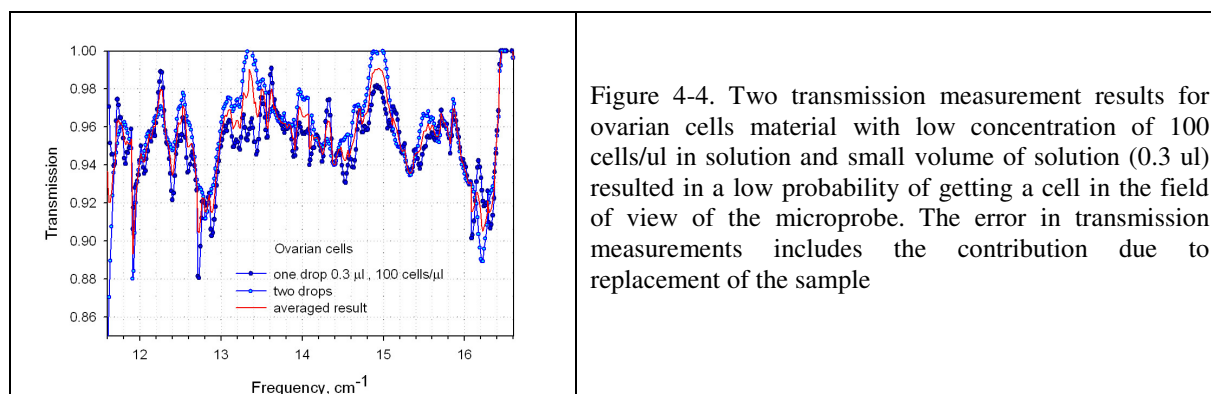 1.00
0.98
0.96
0.94
0.92
0.90
0.88
0.86
Transmission
Ovarian cells
one drop 0.3 µl , 100 cells/µl
two drops
averaged result
12 13 14 15 16
Frequency, cm⁻¹
Figure 4-4. Two transmission measurement results for
ovarian cells material with low concentration of 100
cells/ul in solution and small volume of solution (0.3 ul)
resulted in a low probability of getting a cell in the field
of view of the microprobe. The error in transmission
measurements includes the contribution due to
replacement of the sample